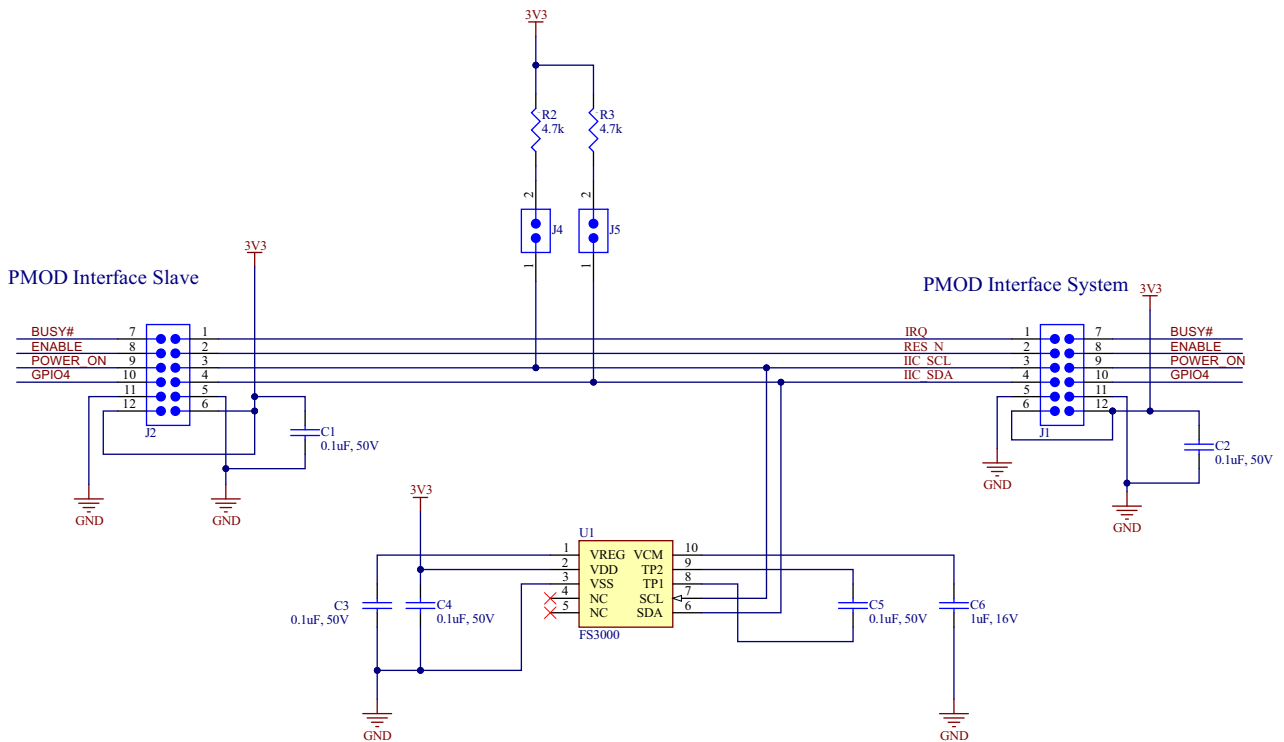 3V3
R2
4.7k
R3
4.7k
2
2
J4
J5
1
1
3V3
PMOD Interface Slave
PMOD Interface System
3V3
BUSY#
7
1
IRQ
1
7
BUSY#
ENABLE
8
2
RES_N
2
8
ENABLE
POWER_ON
9
3
IIC_SCL
3
9
POWER_ON
GPIO4
10
4
IIC_SDA
4
10
GPIO4
11
5
5
11
12
6
6
12
J2
J1
C1
0.1uF, 50V
C2
0.1uF, 50V
GND
GND
GND
GND
3V3
U1
1
VREG
VCM
10
2
VDD
TP2
9
3
VSS
TP1
8
4
NC
SCL
7
5
NC
SDA
6
FS3000
C3
0.1uF, 50V
C4
0.1uF, 50V
C5
0.1uF, 50V
C6
1uF, 16V
GND
GND